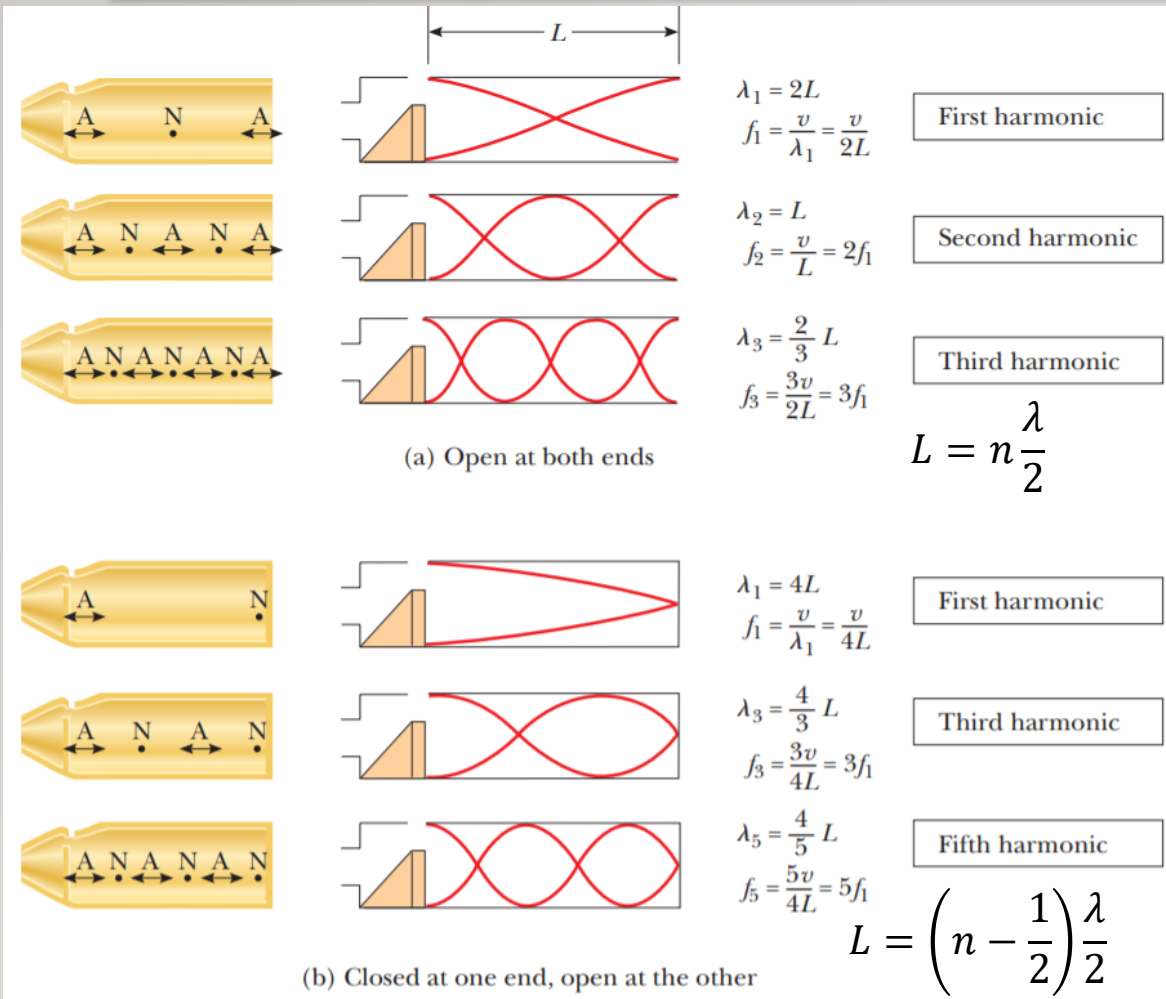 L
A N A
λ₁ = 2L
f₁ = v/λ₁ = v/2L
First harmonic
A N A N A
λ₂ = L
f₂ = v/L = 2f₁
Second harmonic
A N A N A N A
λ₃ = 2/3 L
f₃ = 3v/2L = 3f₁
Third harmonic
(a) Open at both ends
L = n λ/2
A N
λ₁ = 4L
f₁ = v/λ₁ = v/4L
First harmonic
A N A N
λ₃ = 4/3 L
f₃ = 3v/4L = 3f₁
Third harmonic
A N A N A N
λ₅ = 4/5 L
f₅ = 5v/4L = 5f₁
Fifth harmonic
L = (n − 1/2) λ/2
(b) Closed at one end, open at the other